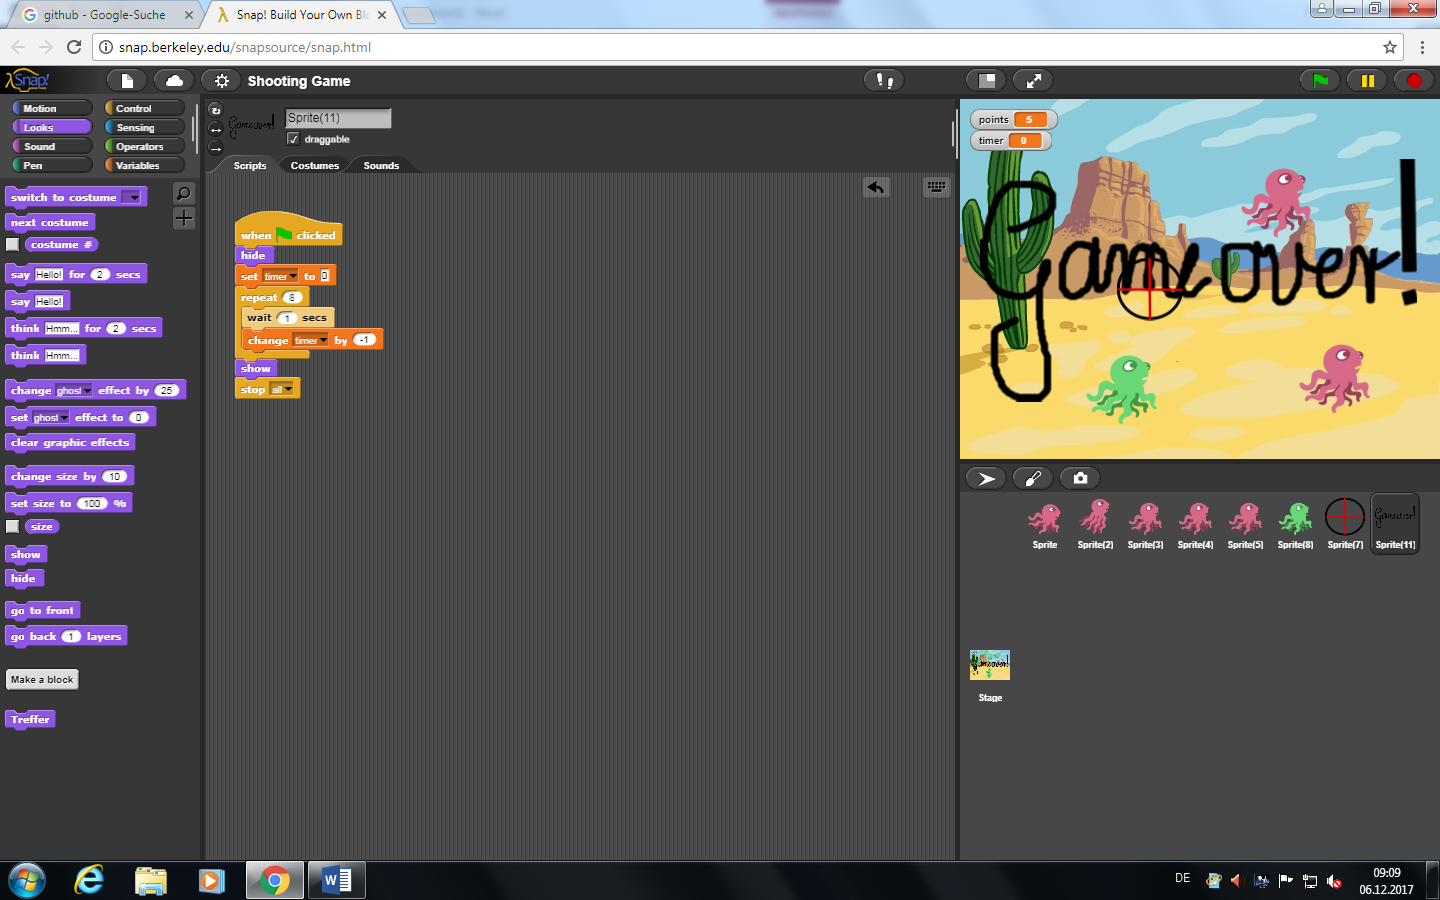 github - Google-Suche
Snap! Build Your Own Bl
snap.berkeley.edu/snapsource/snap.html
Snap!
Shooting Game
Motion
Control
Looks
Sensing
Sound
Operators
Pen
Variables
Sprite(11)
draggable
Scripts
Costumes
Sounds
switch to costume
next costume
costume #
say Hello! for 2 secs
say Hello!
think Hmm... for 2 secs
think Hmm...
change ghost effect by 25
set ghost effect to 0
clear graphic effects
change size by 10
set size to 100 %
size
show
hide
go to front
go back 1 layers
Make a block
Treffer
when clicked
hide
set timer to 0
repeat 8
wait 1 secs
change timer by -1
show
stop all
points 5
timer 0
Game over!
Sprite
Sprite(2)
Sprite(3)
Sprite(4)
Sprite(5)
Sprite(8)
Sprite(7)
Game over!
Sprite(11)
Stage
DE
09:09
06.12.2017